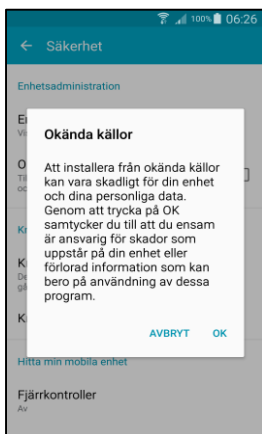 100% 06:26
Säkerhet
Enhetsadministration
Okända källor
Att installera från okända källor
kan vara skadligt för din enhet
och dina personliga data.
Genom att trycka på OK
samtycker du till att du ensam
är ansvarig för skador som
uppstår på din enhet eller
förlorad information som kan
bero på användning av dessa
program.
AVBRYT OK
Hitta min mobila enhet
Fjärrkontroller
Av